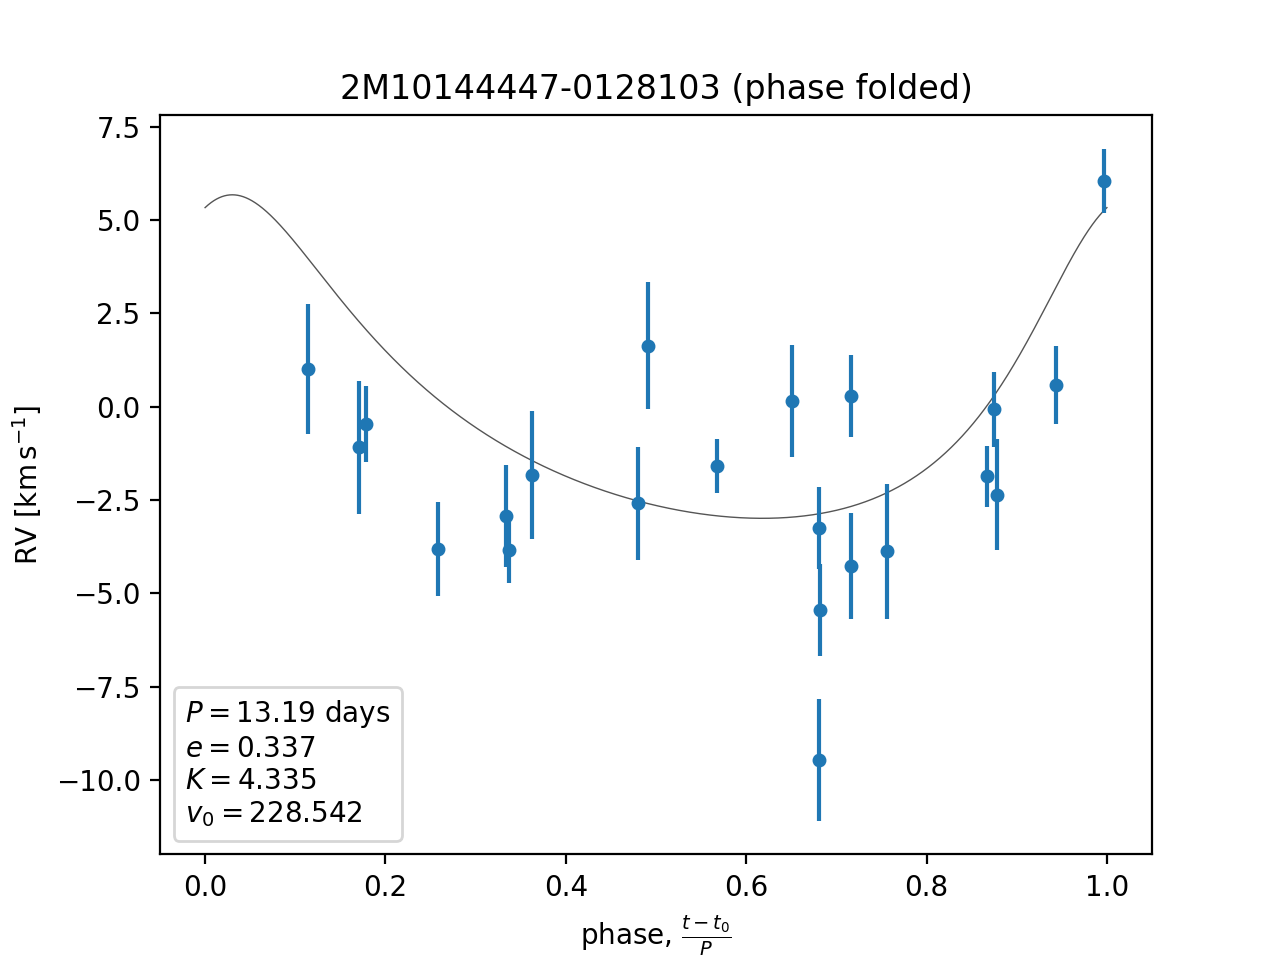 2M10144447-0128103 (phase folded)
RV [km s⁻¹]
7.5
5.0
2.5
0.0
−2.5
−5.0
−7.5
−10.0
P = 13.19 days
e = 0.337
K = 4.335
v₀ = 228.542
0.0 0.2 0.4 0.6 0.8 1.0
phase, (t − t₀)/P